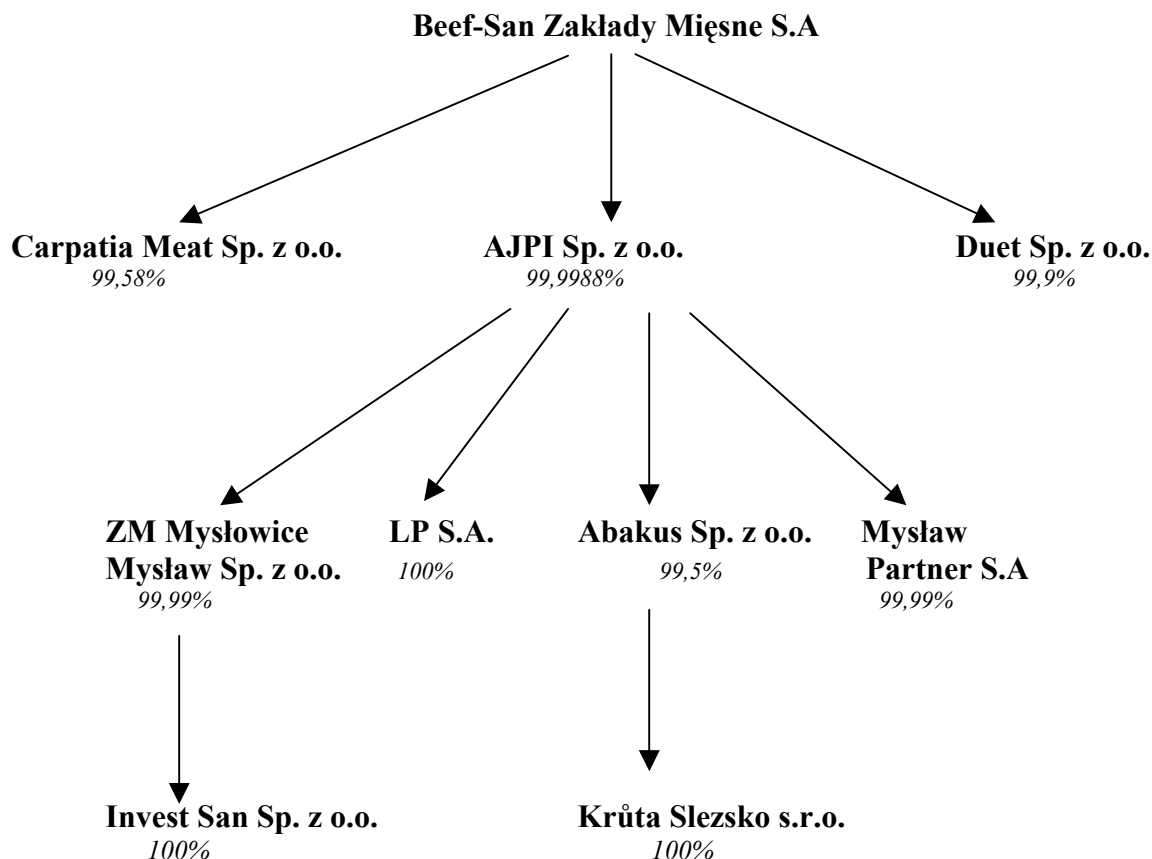 Beef-San Zakłady Mięsne S.A
Carpatia Meat Sp. z o.o.
99,58%
AJPI Sp. z o.o.
99,9988%
Duet Sp. z o.o.
99,9%
ZM Mysłowice
Mysław Sp. z o.o.
99,99%
LP S.A.
100%
Abakus Sp. z o.o.
99,5%
Mysław
Partner S.A
99,99%
Invest San Sp. z o.o.
100%
Krůta Slezsko s.r.o.
100%